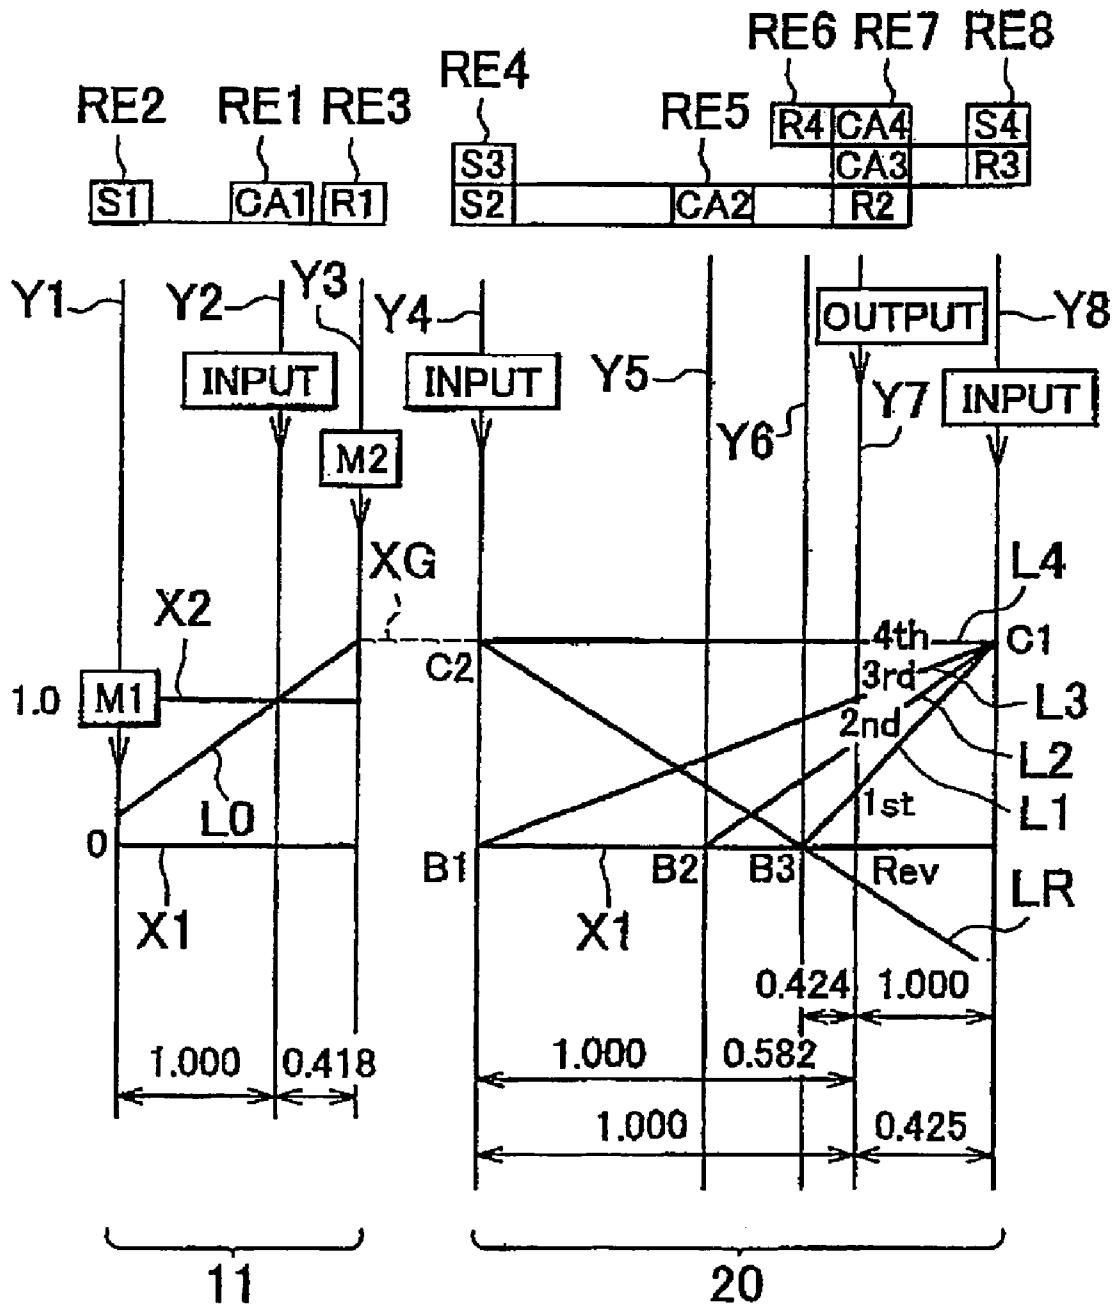 RE6 RE7 RE8
RE4
RE2 RE1 RE3 RE5
R4 CA4 S4
S3 CA3 R3
S1 CA1 R1 S2 CA2 R2
Y1 Y2 Y3 Y4 Y5 Y6 Y7 Y8
OUTPUT
INPUT INPUT INPUT
M2
XG
L4
X2
C2 4th C1
3rd
1.0 M1 L3
2nd
L2
L0 1st L1
0
B1 B2 B3 Rev
X1 X1 LR
0.424 1.000
1.000 0.418 1.000 0.582
1.000 0.425
11 20